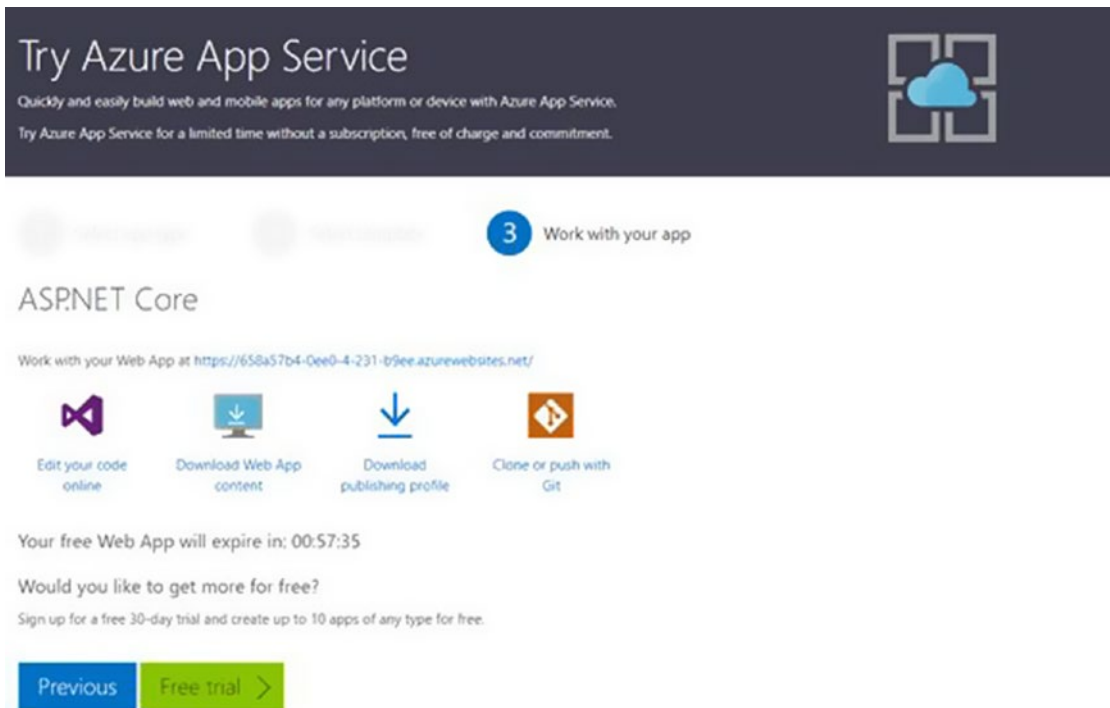 Try Azure App Service
Quickly and easily build web and mobile apps for any platform or device with Azure App Service.
Try Azure App Service for a limited time without a subscription, free of charge and commitment.
3 Work with your app
ASP.NET Core
Work with your Web App at https://658a57b4-0ee0-4-231-b9ee.azurewebsites.net/
Edit your code
online
Download Web App
content
Download
publishing profile
Clone or push with
Git
Your free Web App will expire in: 00:57:35
Would you like to get more for free?
Sign up for a free 30-day trial and create up to 10 apps of any type for free.
Previous
Free trial